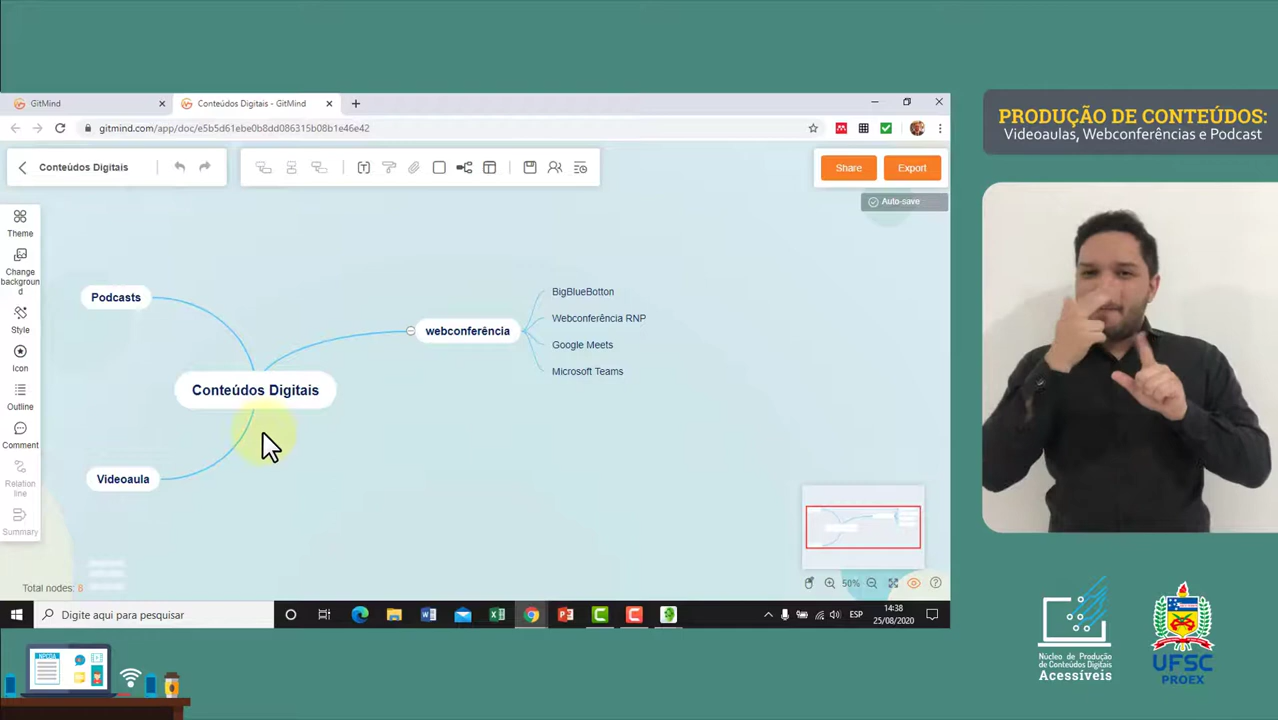 GitMind
Conteúdos Digitais - GitMind
gitmind.com/app/doc/e5b5d61ebe0b8dd086315b08b1e46e42
Conteúdos Digitais
Share
Export
Auto-save
Theme
Change
backgroun
d
Style
Icon
Outline
Comment
Relation
line
Summary
Podcasts
Conteúdos Digitais
Videoaula
webconferência
BigBlueBotton
Webconferência RNP
Google Meets
Microsoft Teams
Total nodes: 8
50%
Digite aqui para pesquisar
ESP
14:38
25/08/2020
PRODUÇÃO DE CONTEÚDOS:
Videoaulas, Webconferências e Podcast
Núcleo de Produção
de Conteúdos Digitais
Acessíveis
UFSC
PROEX